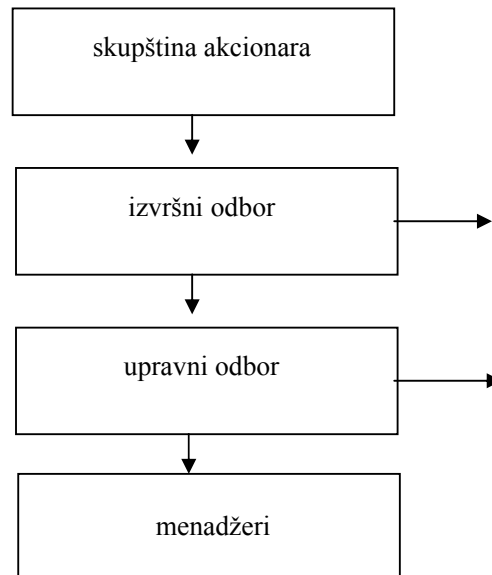 skupština akcionara
izvršni odbor
upravni odbor
menadžeri